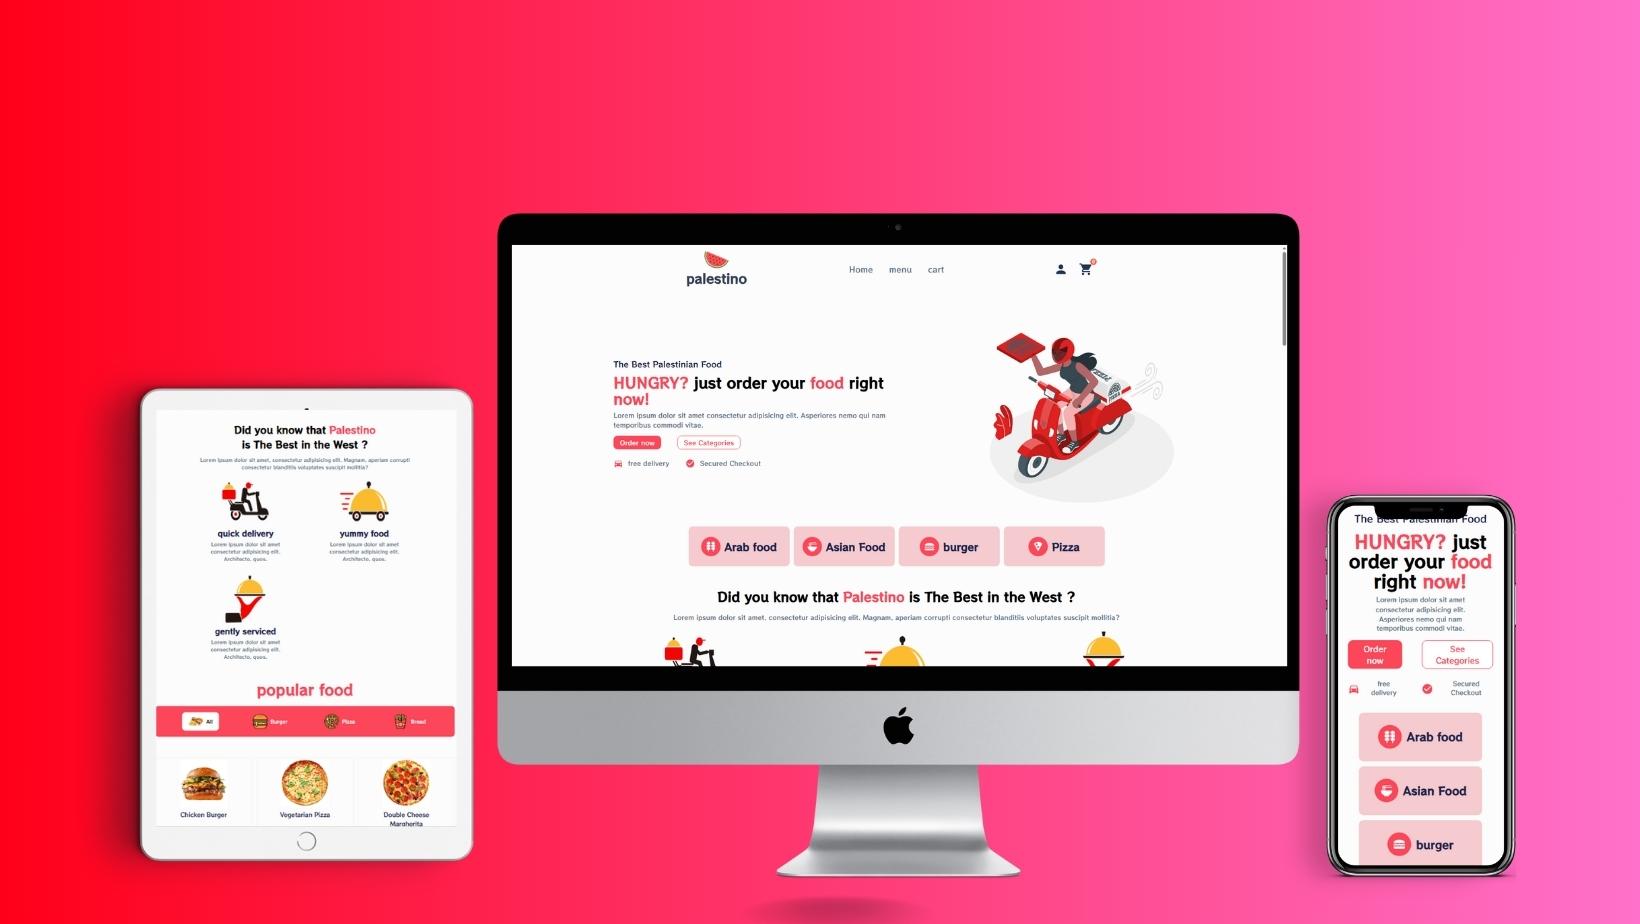 Did you know that Palestino
is The Best in the West ?
Lorem ipsum dolor sit amet, consectetur adipisicing elit. Magnam, aperiam corrupti
consectetur blanditiis voluptates suscipit mollitia?
quick delivery
Lorem ipsum dolor sit amet
consectetur adipisicing elit.
Architecto, quos.
yummy food
Lorem ipsum dolor sit amet
consectetur adipisicing elit.
Architecto, quos.
gently serviced
Lorem ipsum dolor sit amet
consectetur adipisicing elit.
Architecto, quos.
popular food
All
Burger
Pizza
Bread
Chicken Burger
Vegetarian Pizza
Double Cheese
Margherita
palestino
Home
menu
cart
0
The Best Palestinian Food
HUNGRY? just order your food right
now!
Lorem ipsum dolor sit amet consectetur adipisicing elit. Asperiores nemo qui nam
temporibus commodi vitae.
Order now
See Categories
free delivery
Secured Checkout
Arab food
Asian Food
burger
Pizza
Did you know that Palestino is The Best in the West ?
Lorem ipsum dolor sit amet, consectetur adipisicing elit. Magnam, aperiam corrupti consectetur blanditiis voluptates suscipit mollitia?
The Best Palestinian Food
HUNGRY? just
order your food
right now!
Lorem ipsum dolor sit amet
consectetur adipisicing elit.
Asperiores nemo qui nam
temporibus commodi vitae.
Order
now
See
Categories
free
delivery
Secured
Checkout
Arab food
Asian Food
burger